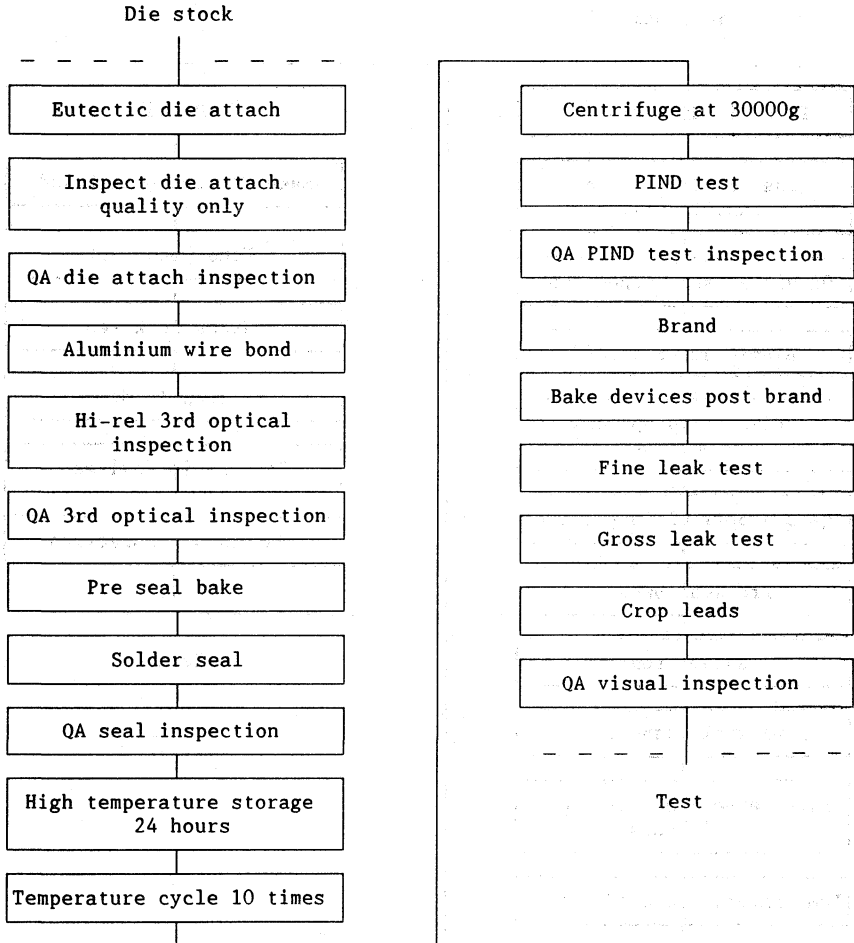 Die stock
Eutectic die attach
Inspect die attach
quality only
QA die attach inspection
Aluminium wire bond
Hi-rel 3rd optical
inspection
QA 3rd optical inspection
Pre seal bake
Solder seal
QA seal inspection
High temperature storage
24 hours
Temperature cycle 10 times
Centrifuge at 30000g
PIND test
QA PIND test inspection
Brand
Bake devices post brand
Fine leak test
Gross leak test
Crop leads
QA visual inspection
Test